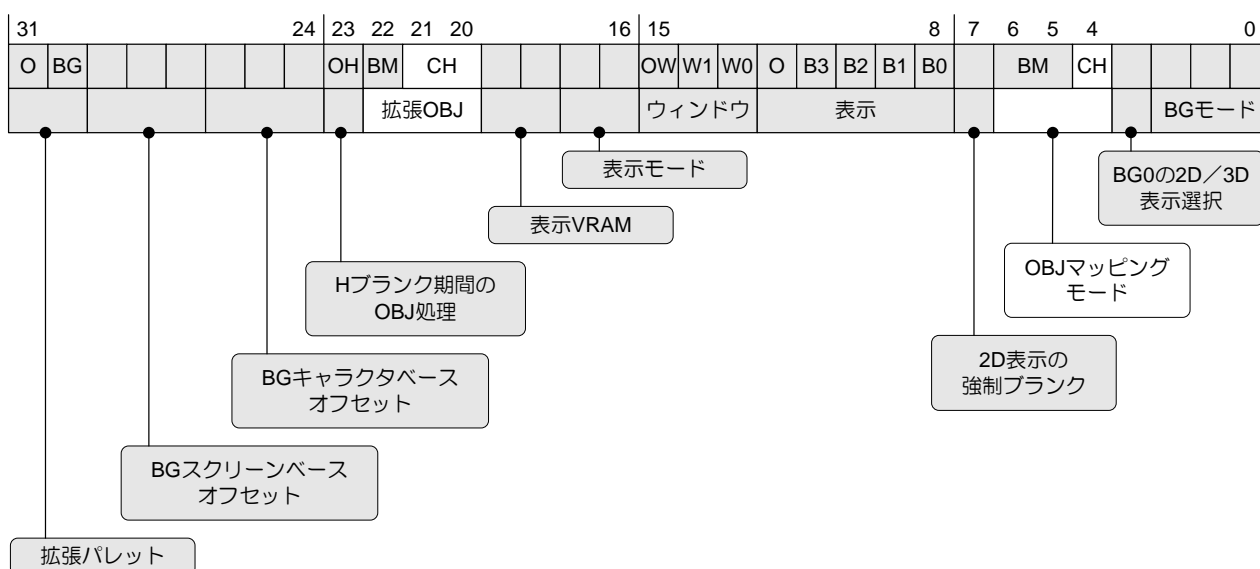 31 24 23 22 21 20 16 15 8 7 6 5 4 0
O BG OH BM CH OW W1 W0 O B3 B2 B1 B0 BM CH
拡張OBJ ウィンドウ 表示 BGモード
表示モード
BG0の2D／3D
表示選択
表示VRAM
OBJマッピング
モード
Hブランク期間の
OBJ処理
2D表示の
強制ブランク
BGキャラクタベース
オフセット
BGスクリーンベース
オフセット
拡張パレット